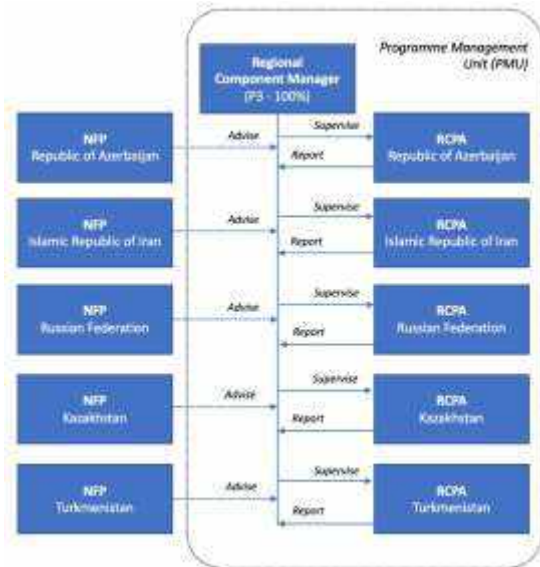 Programme Management
Unit (PMU)
Regional
Component Manager
(P3 - 100%)
NFP
Republic of Azerbaijan
Advise
Supervise
Report
RCPA
Republic of Azerbaijan
NFP
Islamic Republic of Iran
Advise
Supervise
Report
RCPA
Islamic Republic of Iran
NFP
Russian Federation
Advise
Supervise
Report
RCPA
Russian Federation
NFP
Kazakhstan
Advise
Supervise
Report
RCPA
Kazakhstan
NFP
Turkmenistan
Advise
Supervise
Report
RCPA
Turkmenistan